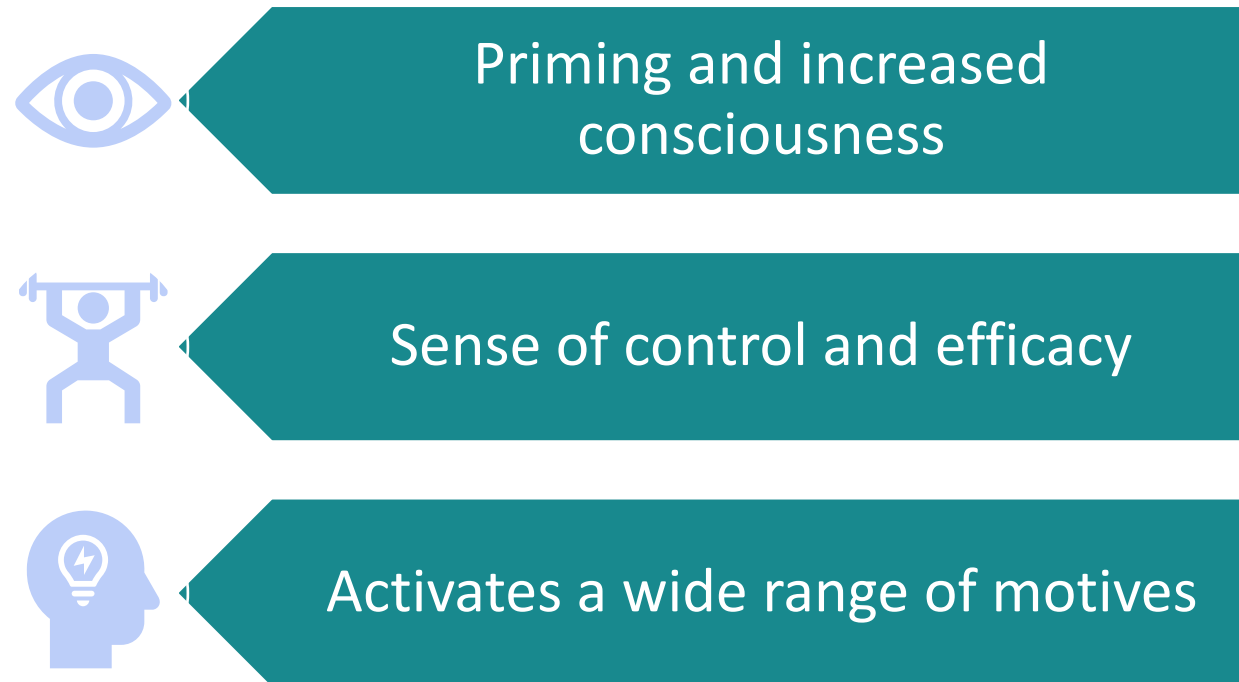 Priming and increased
consciousness
Sense of control and efficacy
Activates a wide range of motives